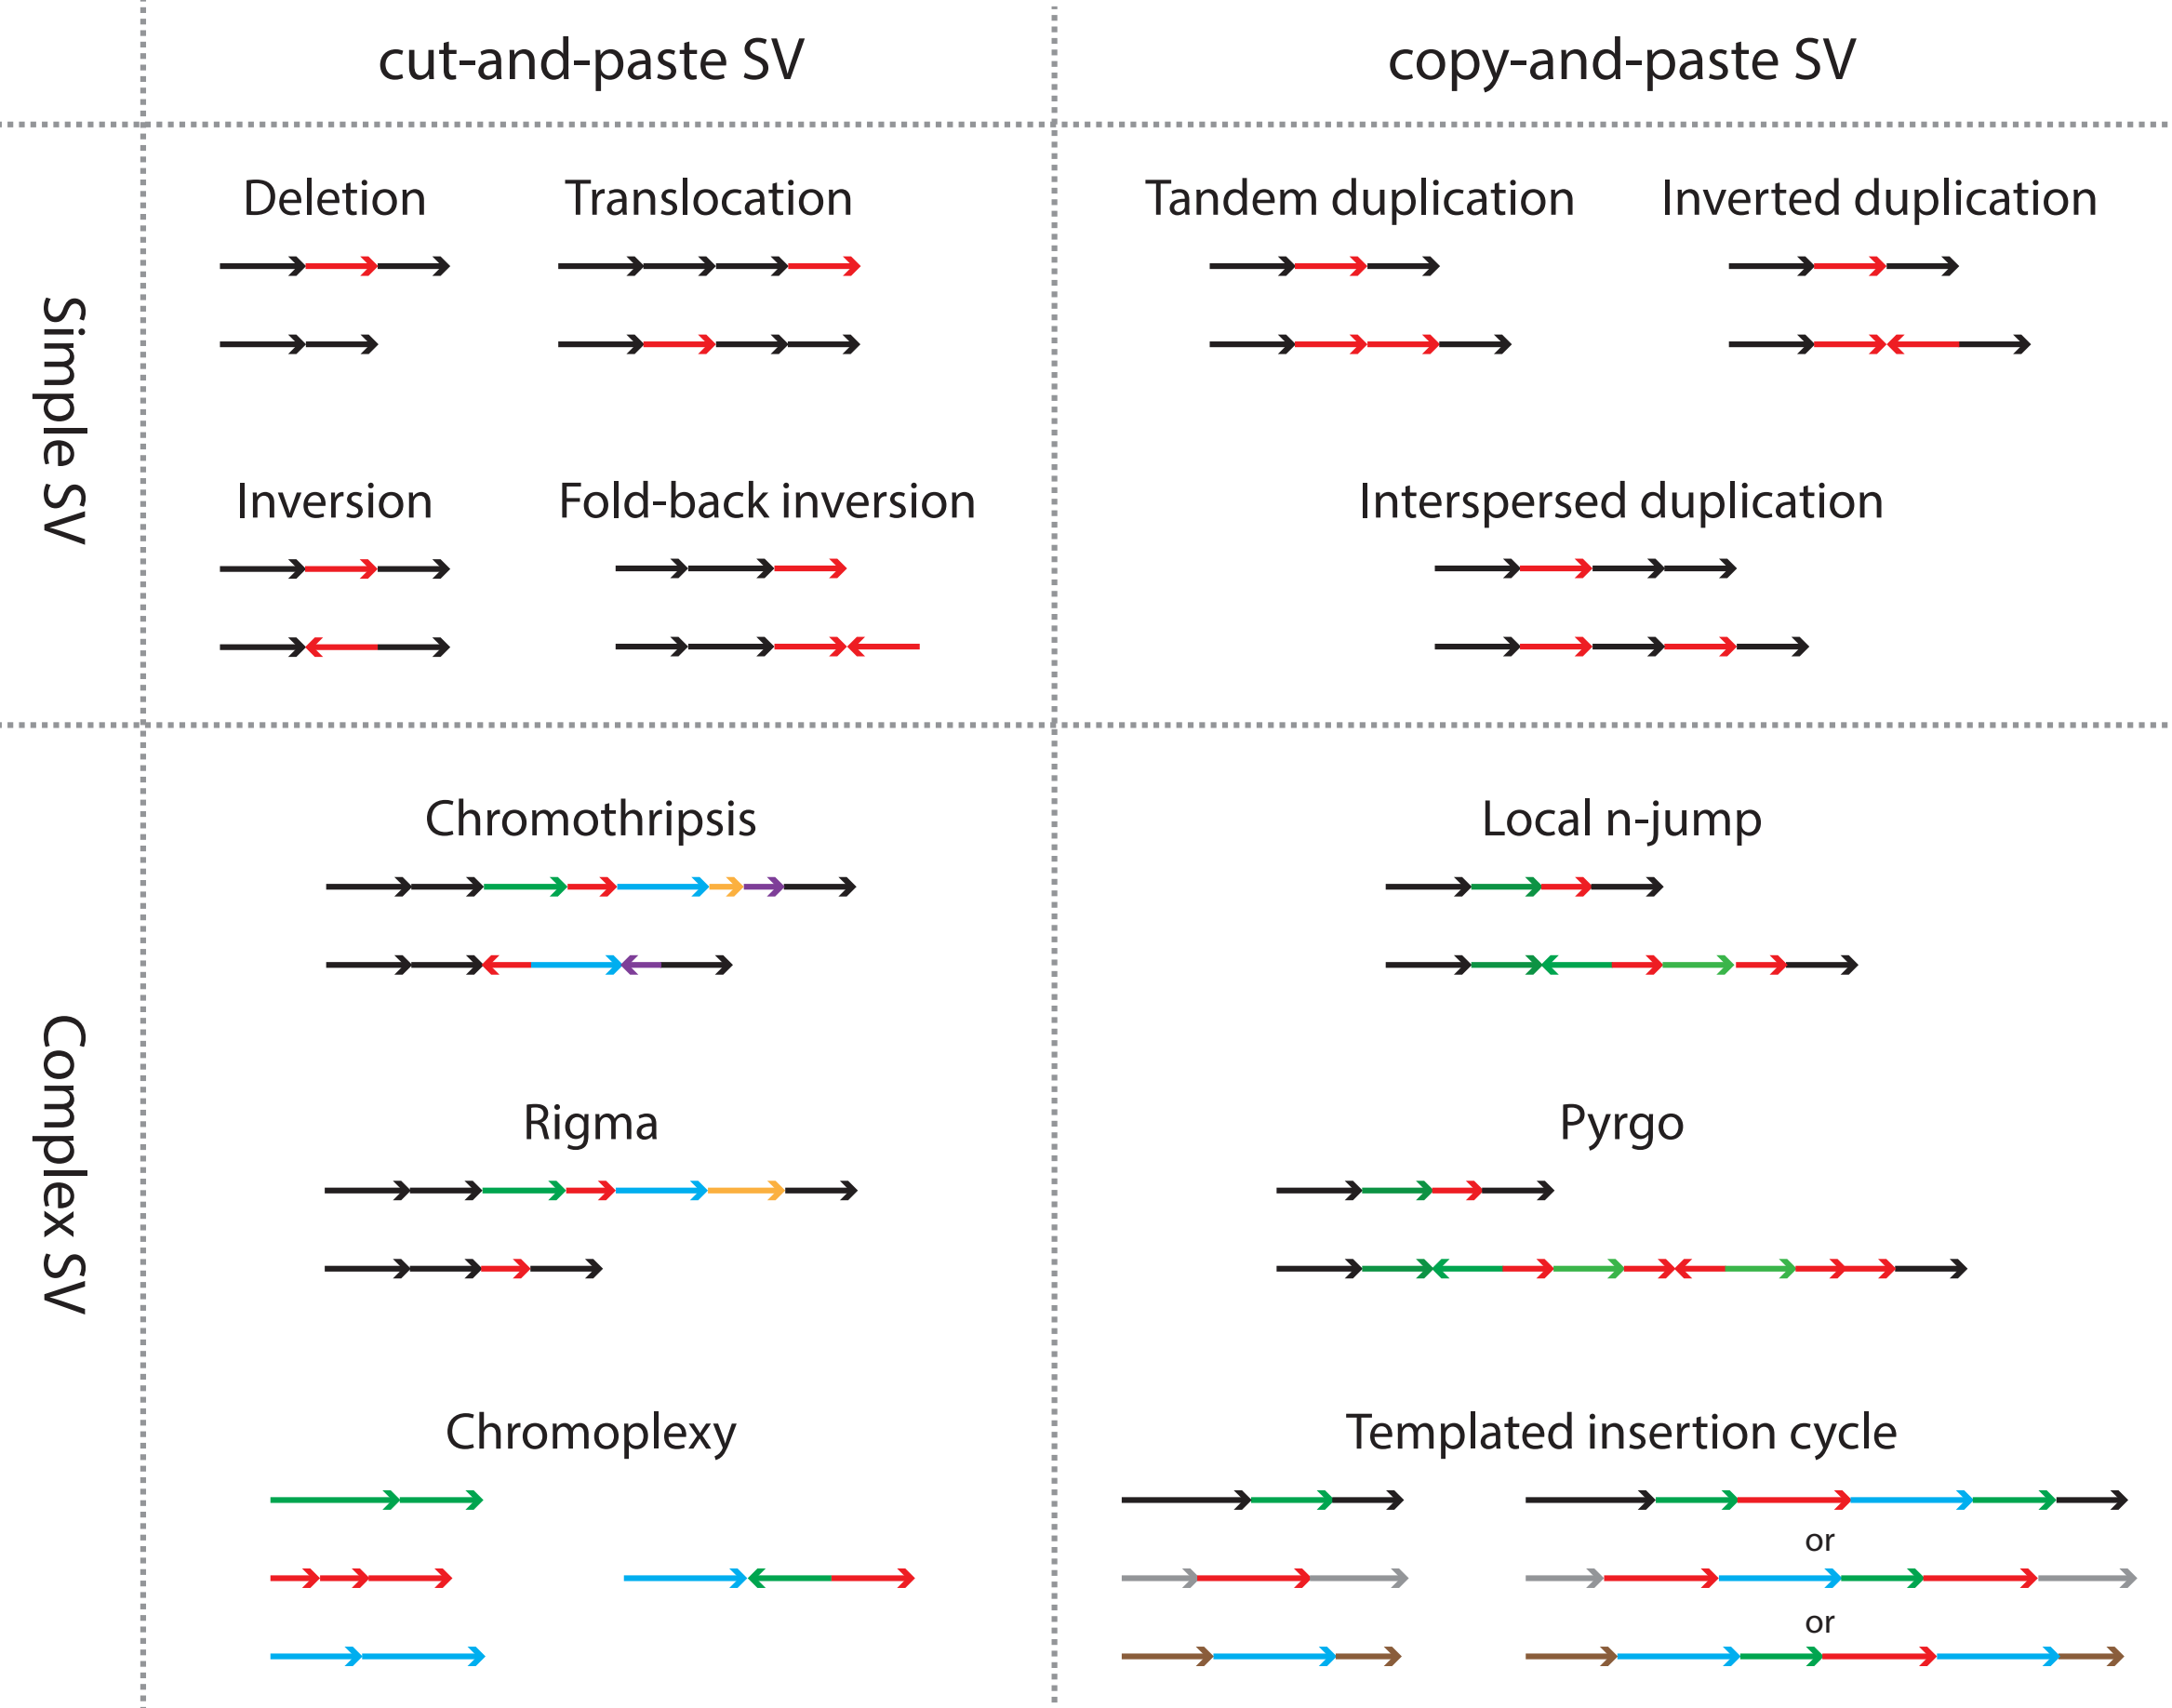 cut-and-paste SV
copy-and-paste SV
Simple SV
Deletion
Translocation
Tandem duplication
Inverted duplication
Inversion
Fold-back inversion
Interspersed duplication
Complex SV
Chromothripsis
Local n-jump
Rigma
Pyrgo
Chromoplexy
Templated insertion cycle
or
or